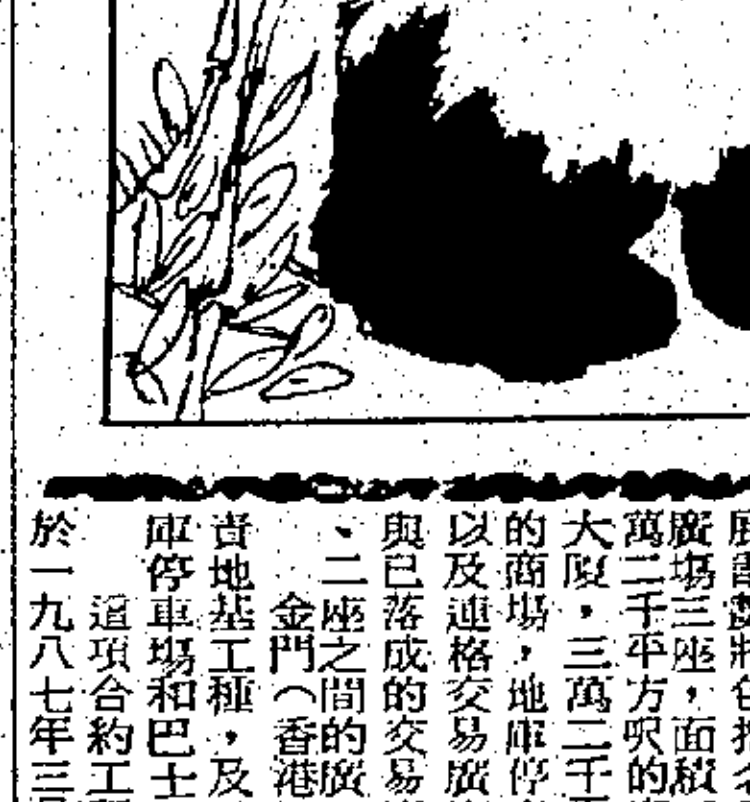 廣場三座，面積
萬二千平方呎的
大厦，三萬二千
的商場，地庫停
以及連格交易廣
與已落成的交易
、二座之間的廣
金門（香港
責地基工種，及
庫停車場和巴士
這項合約工
於一九八七年三